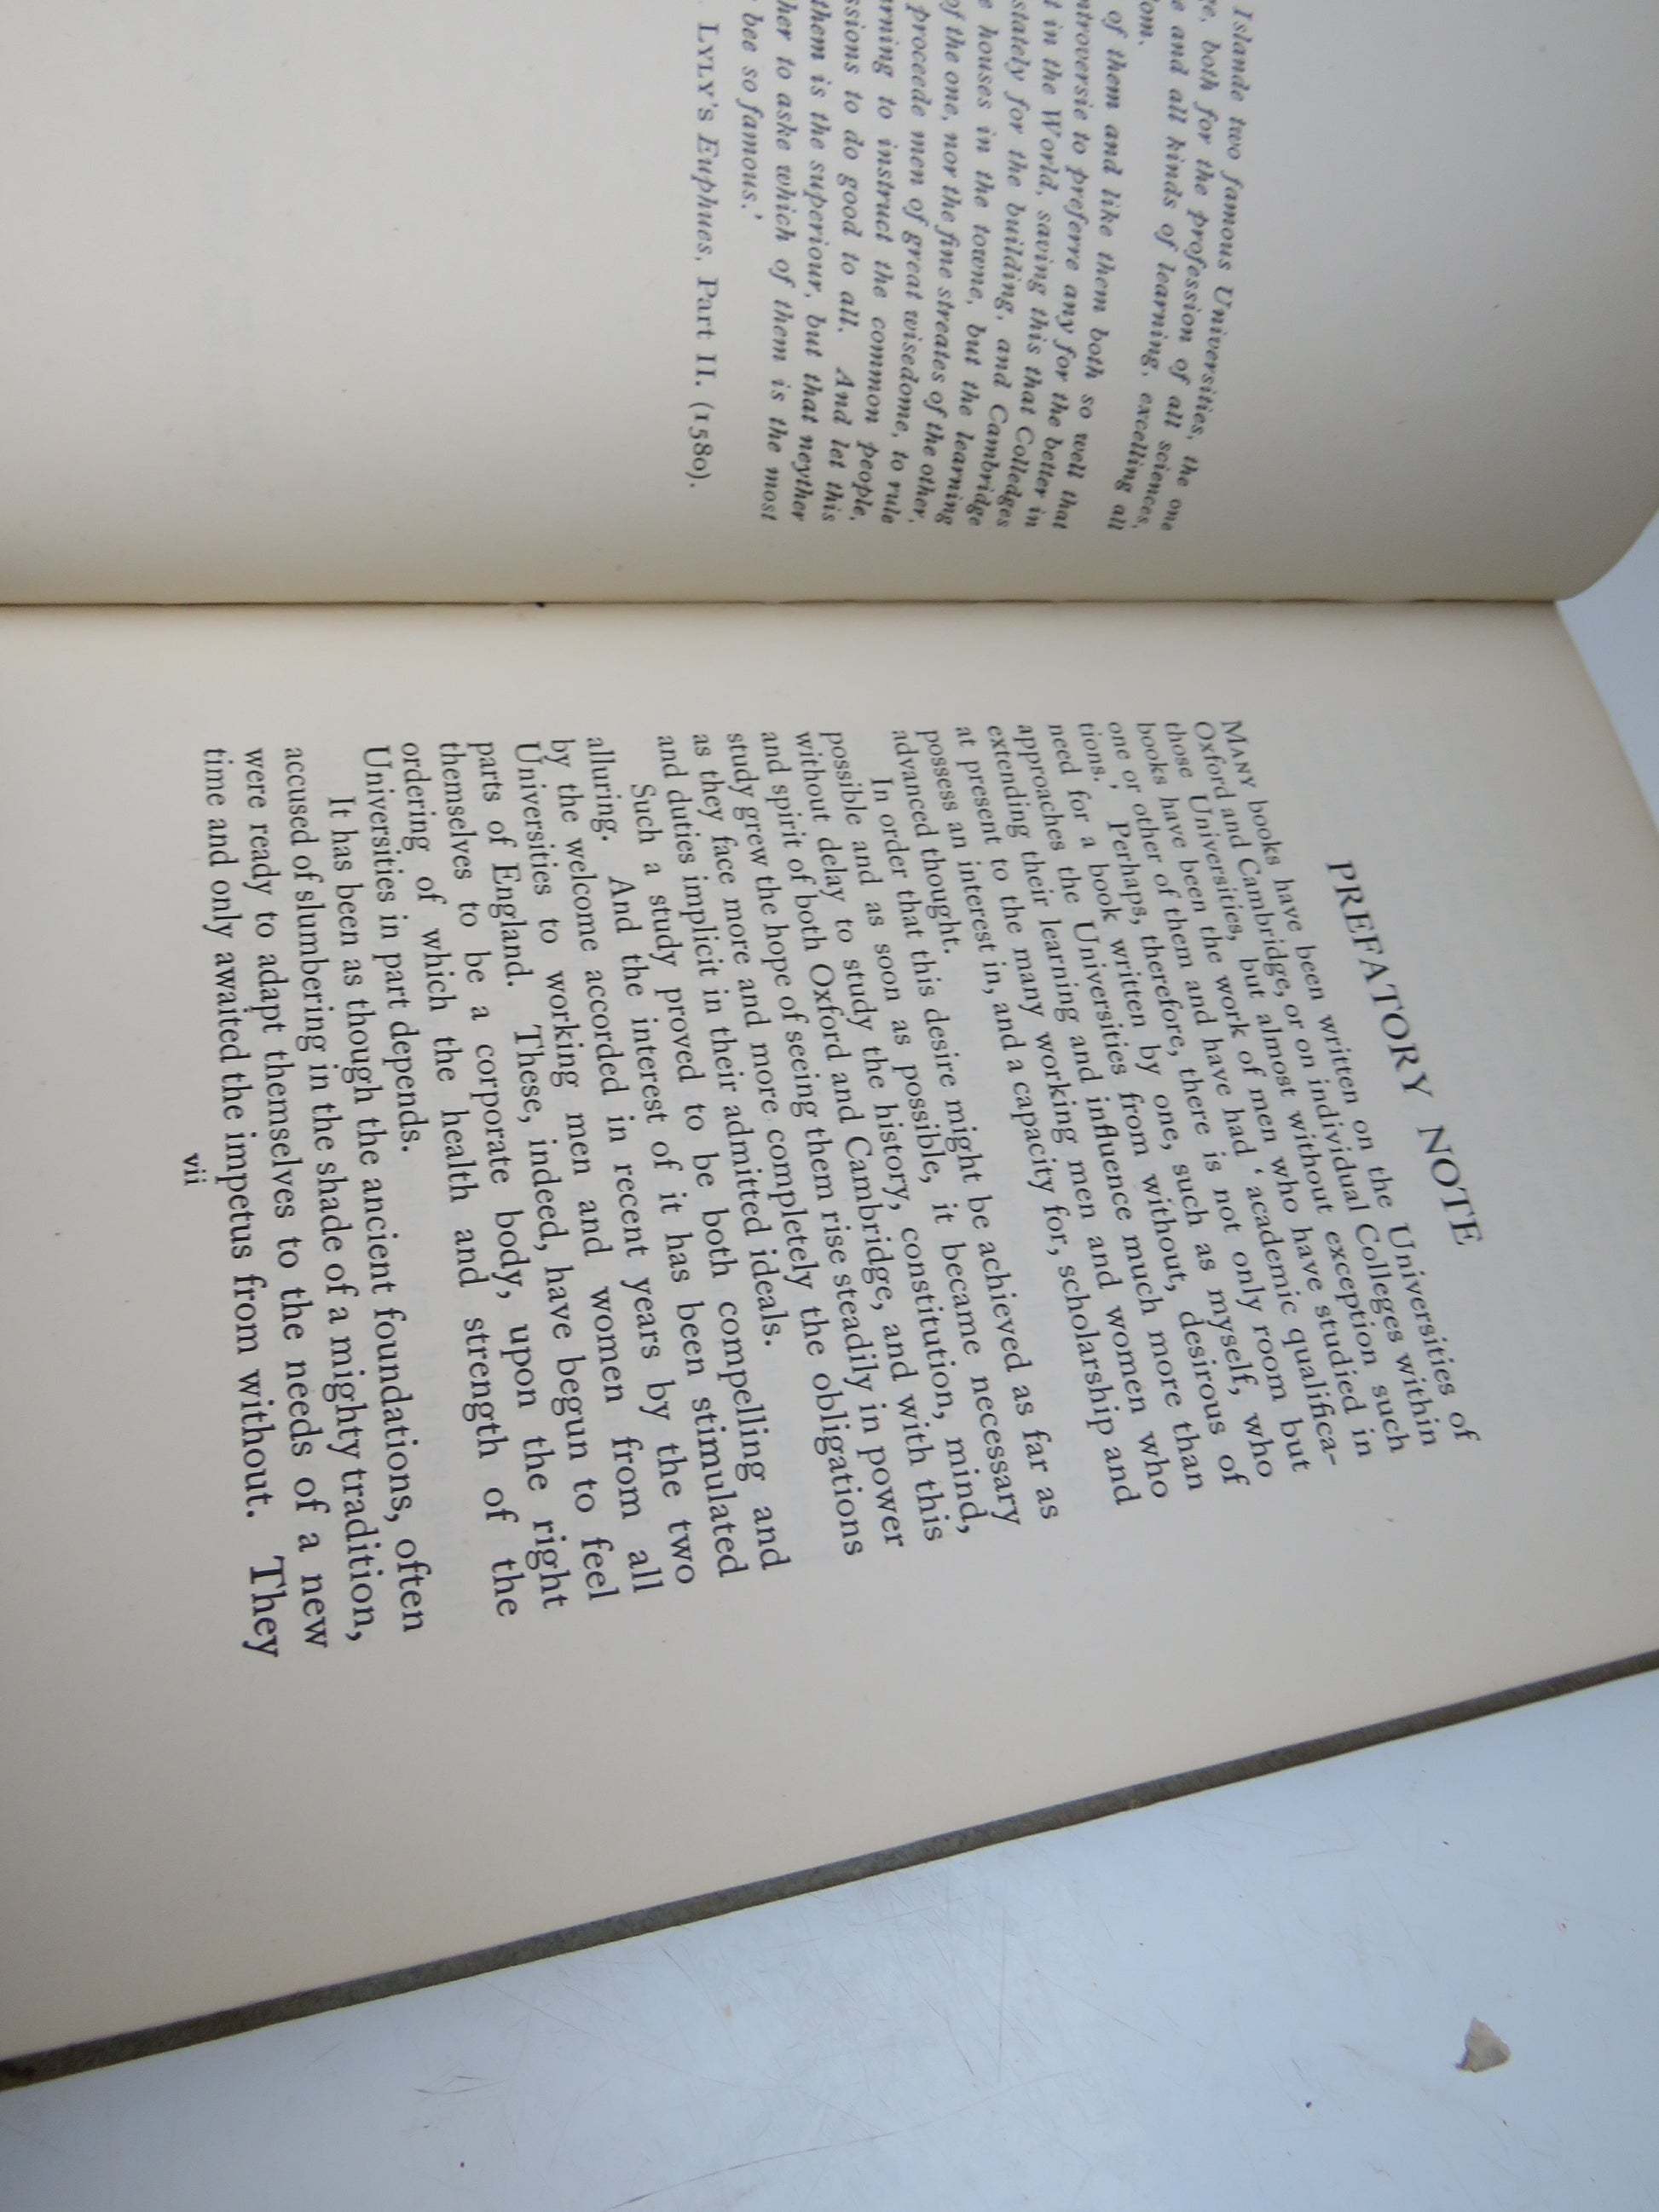 Islande two famous Universities, the one
both for the profession of all sciences,
and all kinds of learning, excelling all
of them and like them both so well that
to preferre any for the better in
in the World, saving this that Colledges
stately for the building, and Cambridge
houses in the towne, but the learning
of the one, nor the fine streates of the other,
proceede men of great wisedome, to rule
to instruct the common people,
to do good to all. And let this
them is the superiour, but that neyther
to aske which of them is the most
bee so famous.'
LYLY'S Euphues, Part II. (1580).
PREFATORY NOTE
MANY books have been written on the Universities of
Oxford and Cambridge, or on individual Colleges within
those Universities, but almost without exception such
books have been the work of men who have studied in
one or other of them and have had 'academic qualifica-
tions.' Perhaps, therefore, there is not only room but
need for a book written by one, such as myself, who
approaches the Universities from without, desirous of
extending their learning and influence much more than
at present to the many working men and women who
possess an interest in, and a capacity for, scholarship and
advanced thought.
In order that this desire might be achieved as far as
possible and as soon as possible, it became necessary
without delay to study the history, constitution, mind,
and spirit of both Oxford and Cambridge, and with this
study grew the hope of seeing them rise steadily in power
as they face more and more completely the obligations
and duties implicit in their admitted ideals.
Such a study proved to be both compelling and
alluring. And the interest of it has been stimulated
by the welcome accorded in recent years by the two
Universities to working men and women from all
parts of England. These, indeed, have begun to feel
themselves to be a corporate body, upon the right
ordering of which the health and strength of the
Universities in part depends.
It has been as though the ancient foundations, often
accused of slumbering in the shade of a mighty tradition,
were ready to adapt themselves to the needs of a new
time and only awaited the impetus from without. They
vii